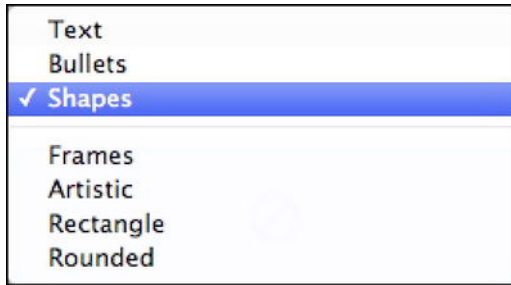 Text
Bullets
✓ Shapes
Frames
Artistic
Rectangle
Rounded